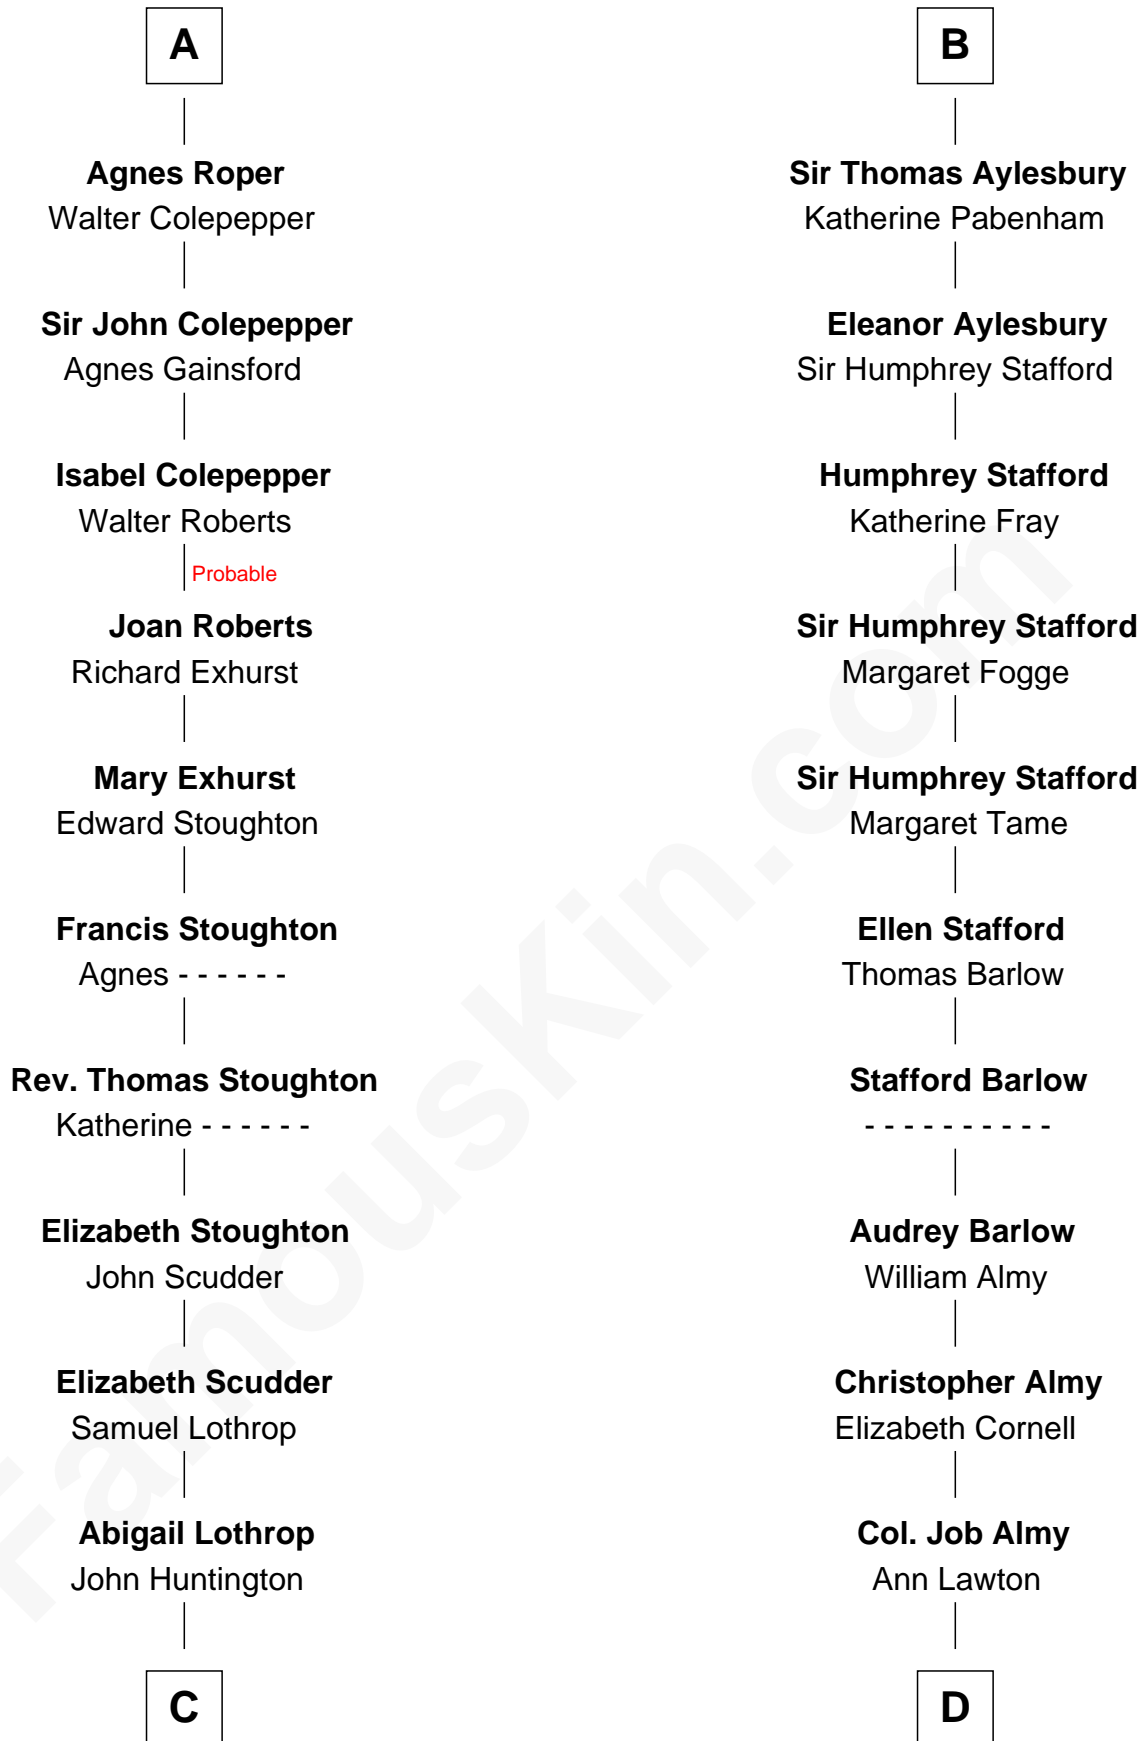 A
Agnes Roper
Walter Colepepper
Sir John Colepepper
Agnes Gainsford
Isabel Colepepper
Walter Roberts
Probable
Joan Roberts
Richard Exhurst
Mary Exhurst
Edward Stoughton
Francis Stoughton
Agnes - - - - - -
Rev. Thomas Stoughton
Katherine - - - - - -
Elizabeth Stoughton
John Scudder
Elizabeth Scudder
Samuel Lothrop
Abigail Lothrop
John Huntington
C
B
Sir Thomas Aylesbury
Katherine Pabenham
Eleanor Aylesbury
Sir Humphrey Stafford
Humphrey Stafford
Katherine Fray
Sir Humphrey Stafford
Margaret Fogge
Sir Humphrey Stafford
Margaret Tame
Ellen Stafford
Thomas Barlow
Stafford Barlow
- - - - - - - - - -
Audrey Barlow
William Almy
Christopher Almy
Elizabeth Cornell
Col. Job Almy
Ann Lawton
D
FamousKin.com